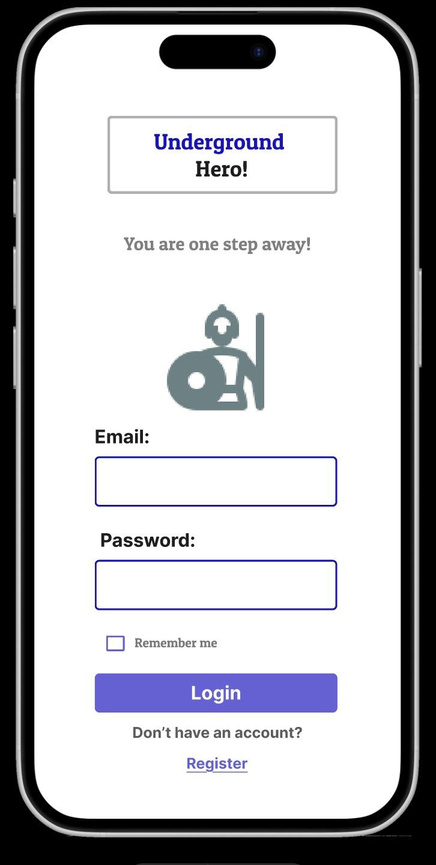 Underground
Hero!
You are one step away!
Email:
Password:
Remember me
Login
Don’t have an account?
Register